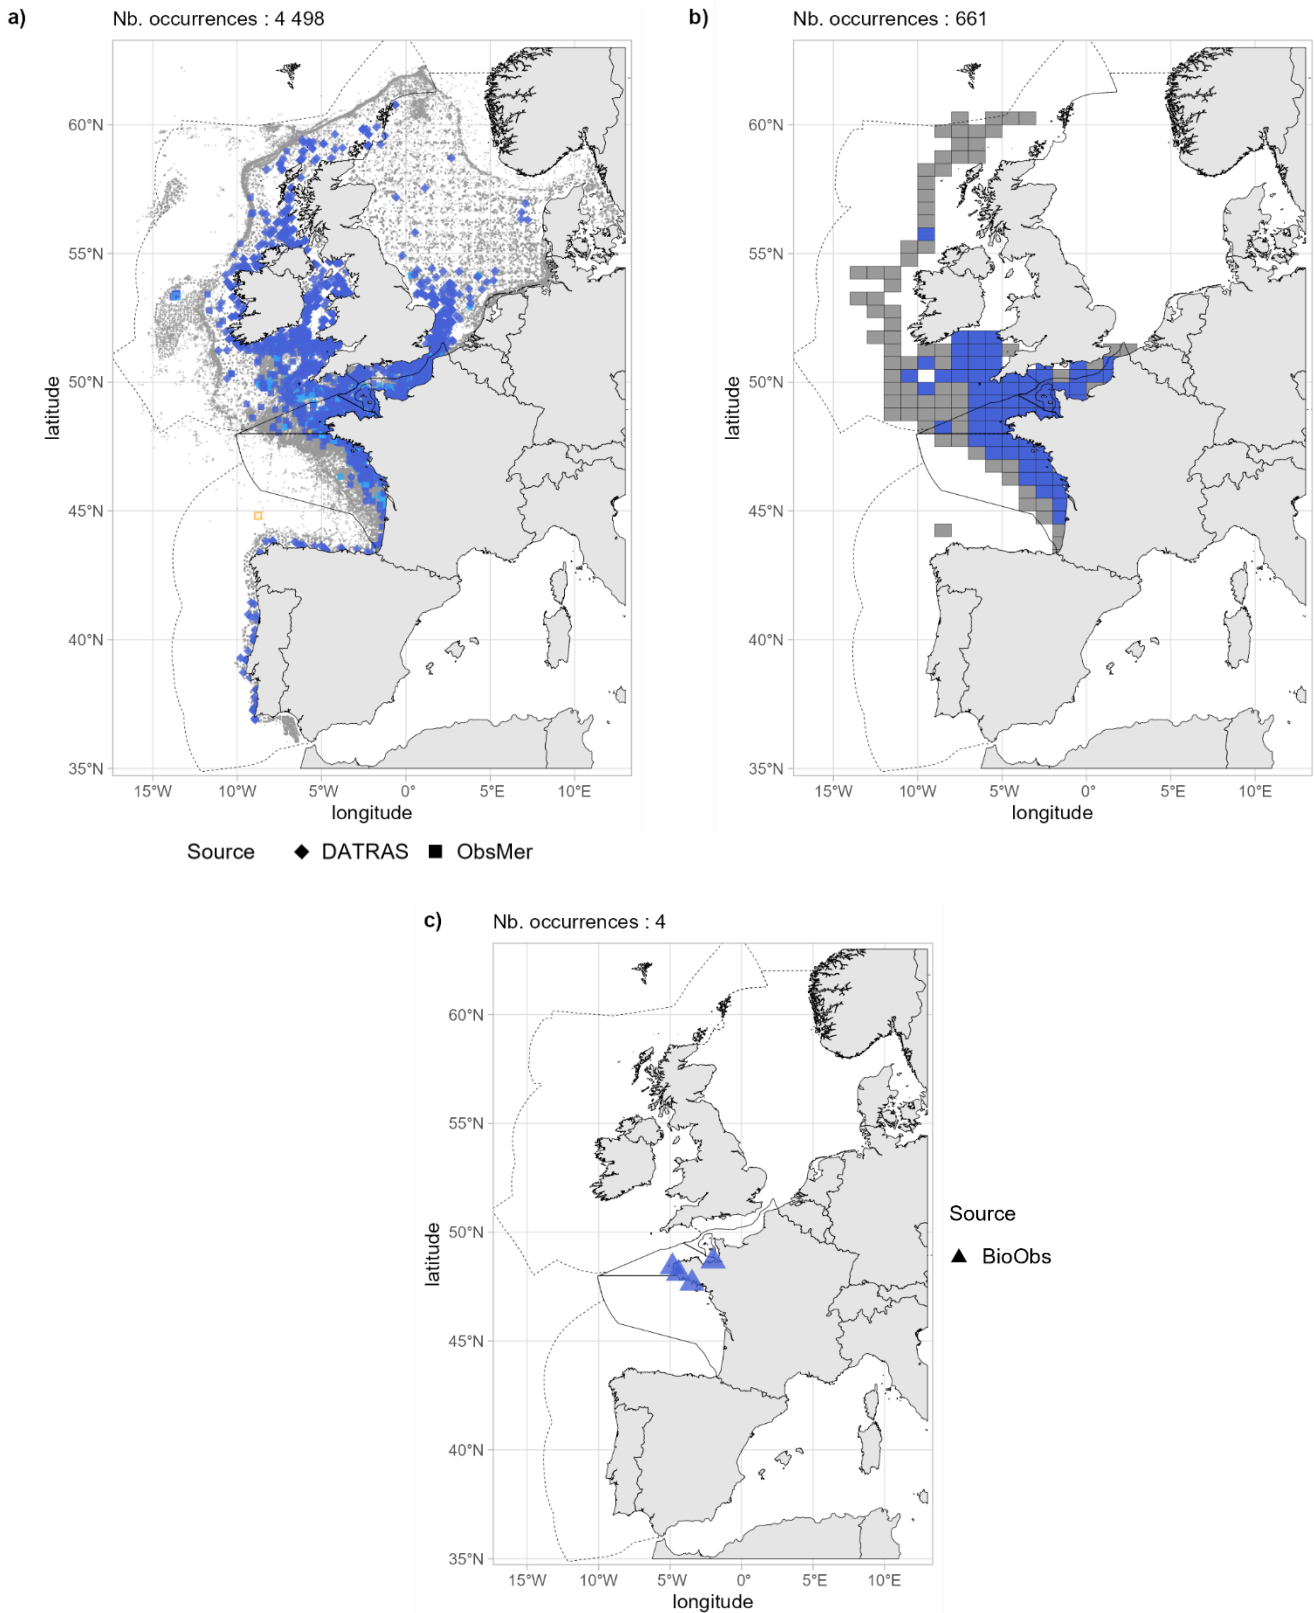 a)
Nb. occurrences : 4 498
60°N
55°N
50°N
45°N
40°N
35°N
latitude
15°W
10°W
5°W
0°
5°E
10°E
longitude
Source
DATRAS
ObsMer
b)
Nb. occurrences : 661
60°N
55°N
50°N
45°N
40°N
35°N
latitude
15°W
10°W
5°W
0°
5°E
10°E
longitude
c)
Nb. occurrences : 4
60°N
55°N
50°N
45°N
40°N
35°N
latitude
15°W
10°W
5°W
0°
5°E
10°E
longitude
Source
BioObs